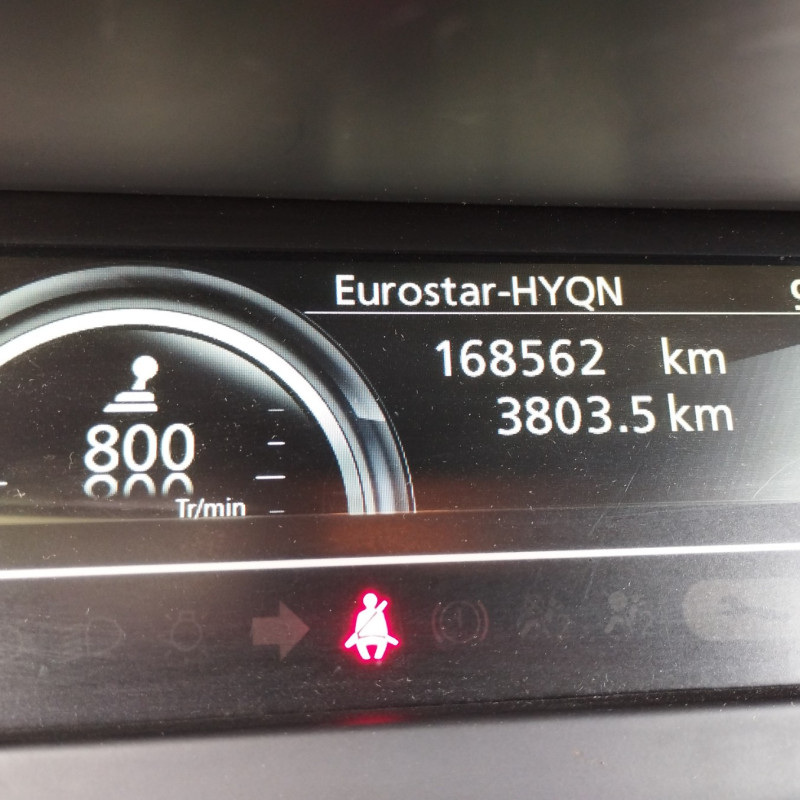 Eurostar-HYQN
168562 km
3803.5 km
800
Tr/min